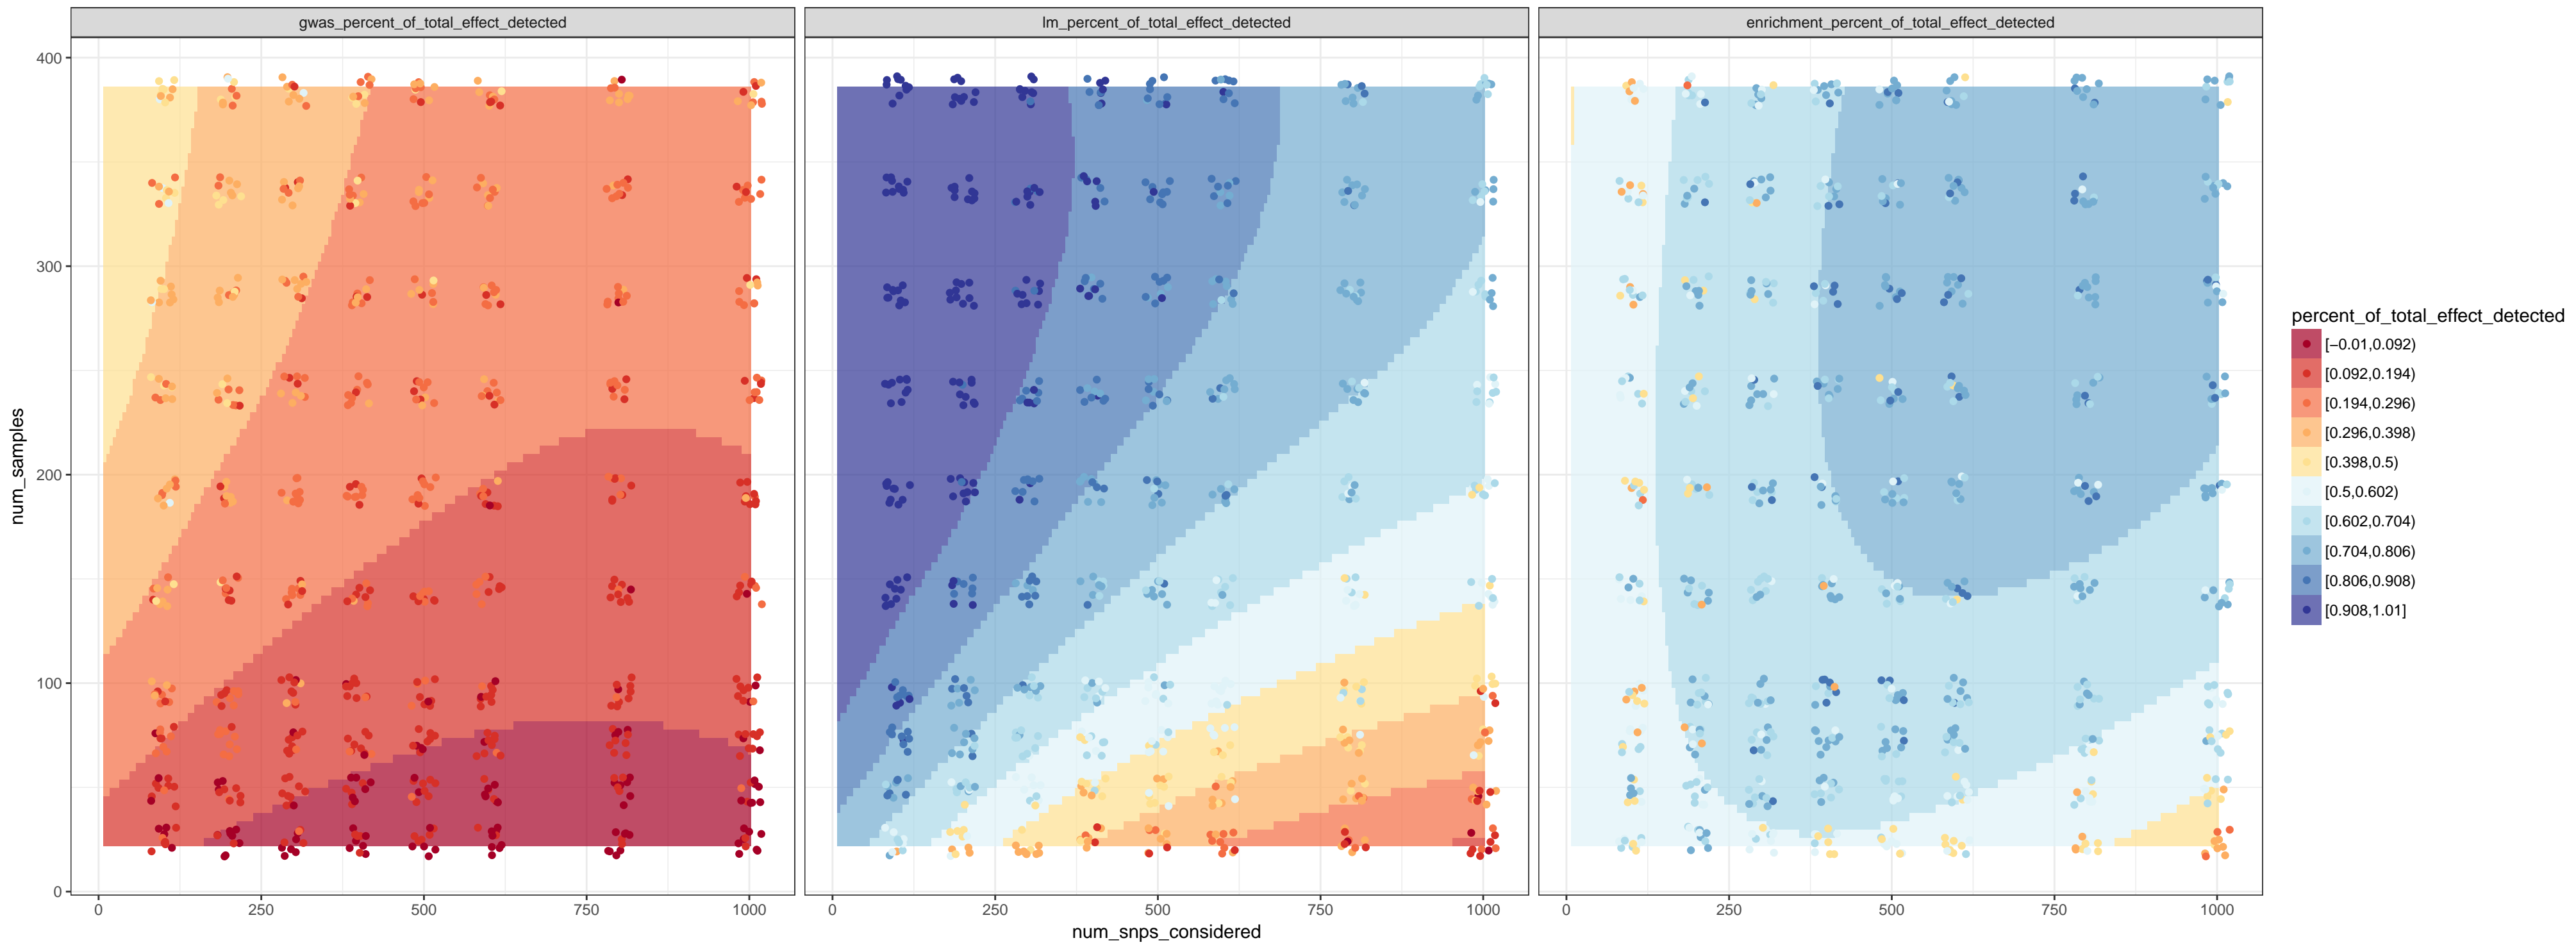 gwas_percent_of_total_effect_detected
lm_percent_of_total_effect_detected
enrichment_percent_of_total_effect_detected
400
300
200
100
0
num_samples
0 250 500 750 1000
0 250 500 750 1000
0 250 500 750 1000
num_snps_considered
percent_of_total_effect_detected
[−0.01,0.092)
[0.092,0.194)
[0.194,0.296)
[0.296,0.398)
[0.398,0.5)
[0.5,0.602)
[0.602,0.704)
[0.704,0.806)
[0.806,0.908)
[0.908,1.01]